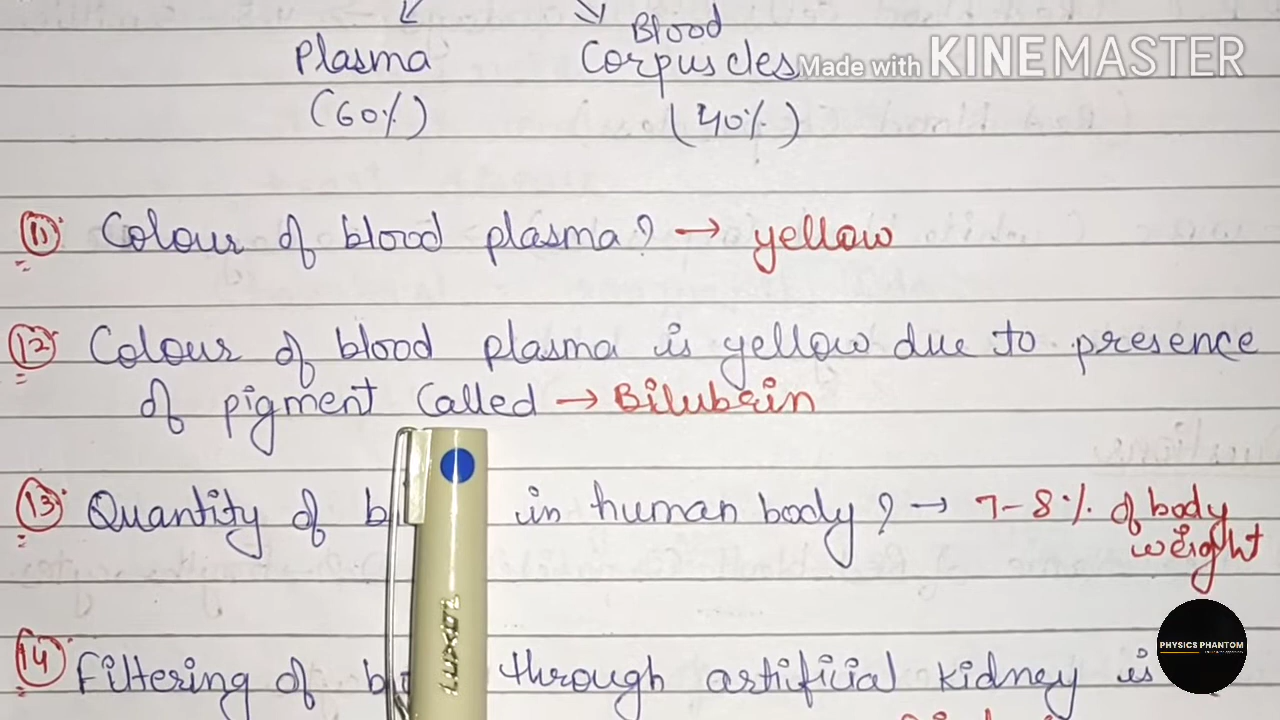 Blood
Plasma Corpuscles Made with KINEMASTER
(60%) (40%)
11 Colour of blood plasma? → yellow
12 Colour of blood plasma is yellow due to presence
of pigment called → Bilubrin
13 Quantity of b in human body? → 7-8% of body
weight
14 Filtering of b through artificial kidney is
PHYSICS PHANTOM
LUXOR